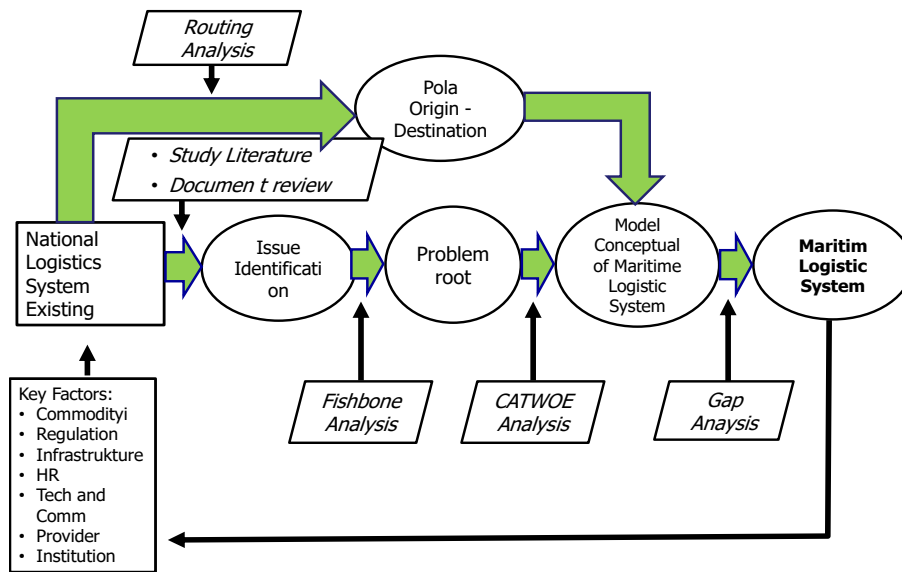 Routing
Analysis
Pola
Origin -
Destination
• Study Literature
• Documen t review
National
Logistics
System
Existing
Issue
Identificati
on
Problem
root
Model
Conceptual
of Maritime
Logistic
System
Maritim
Logistic
System
Key Factors:
• Commodityi
• Regulation
• Infrastrukture
• HR
• Tech and
Comm
• Provider
• Institution
Fishbone
Analysis
CATWOE
Analysis
Gap
Anaysis